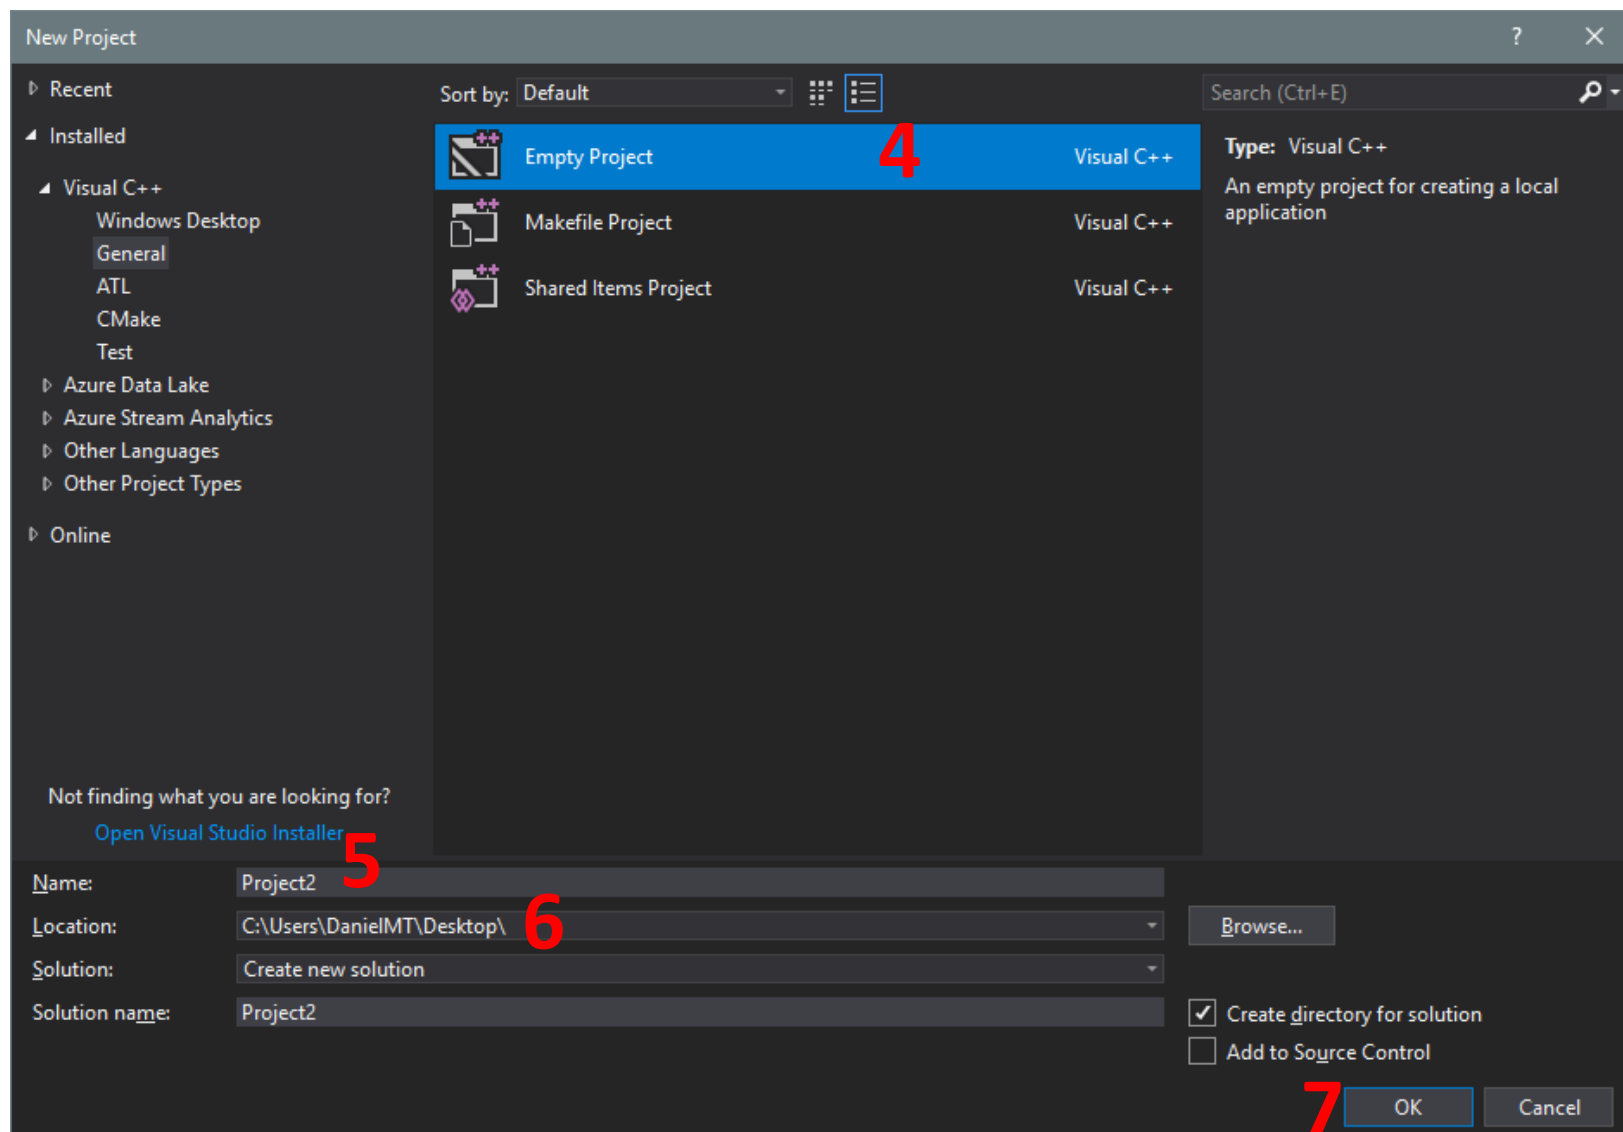 New Project
?
Recent
Installed
Visual C++
Windows Desktop
General
ATL
CMake
Test
Azure Data Lake
Azure Stream Analytics
Other Languages
Other Project Types
Online
Not finding what you are looking for?
Open Visual Studio Installer
Sort by: Default
4
Empty Project Visual C++
Makefile Project Visual C++
Shared Items Project Visual C++
Search (Ctrl+E)
Type: Visual C++
An empty project for creating a local
application
5
Name: Project2
6
Location: C:\Users\DanielMT\Desktop\
Browse...
Solution: Create new solution
Solution name: Project2
Create directory for solution
Add to Source Control
7
OK
Cancel